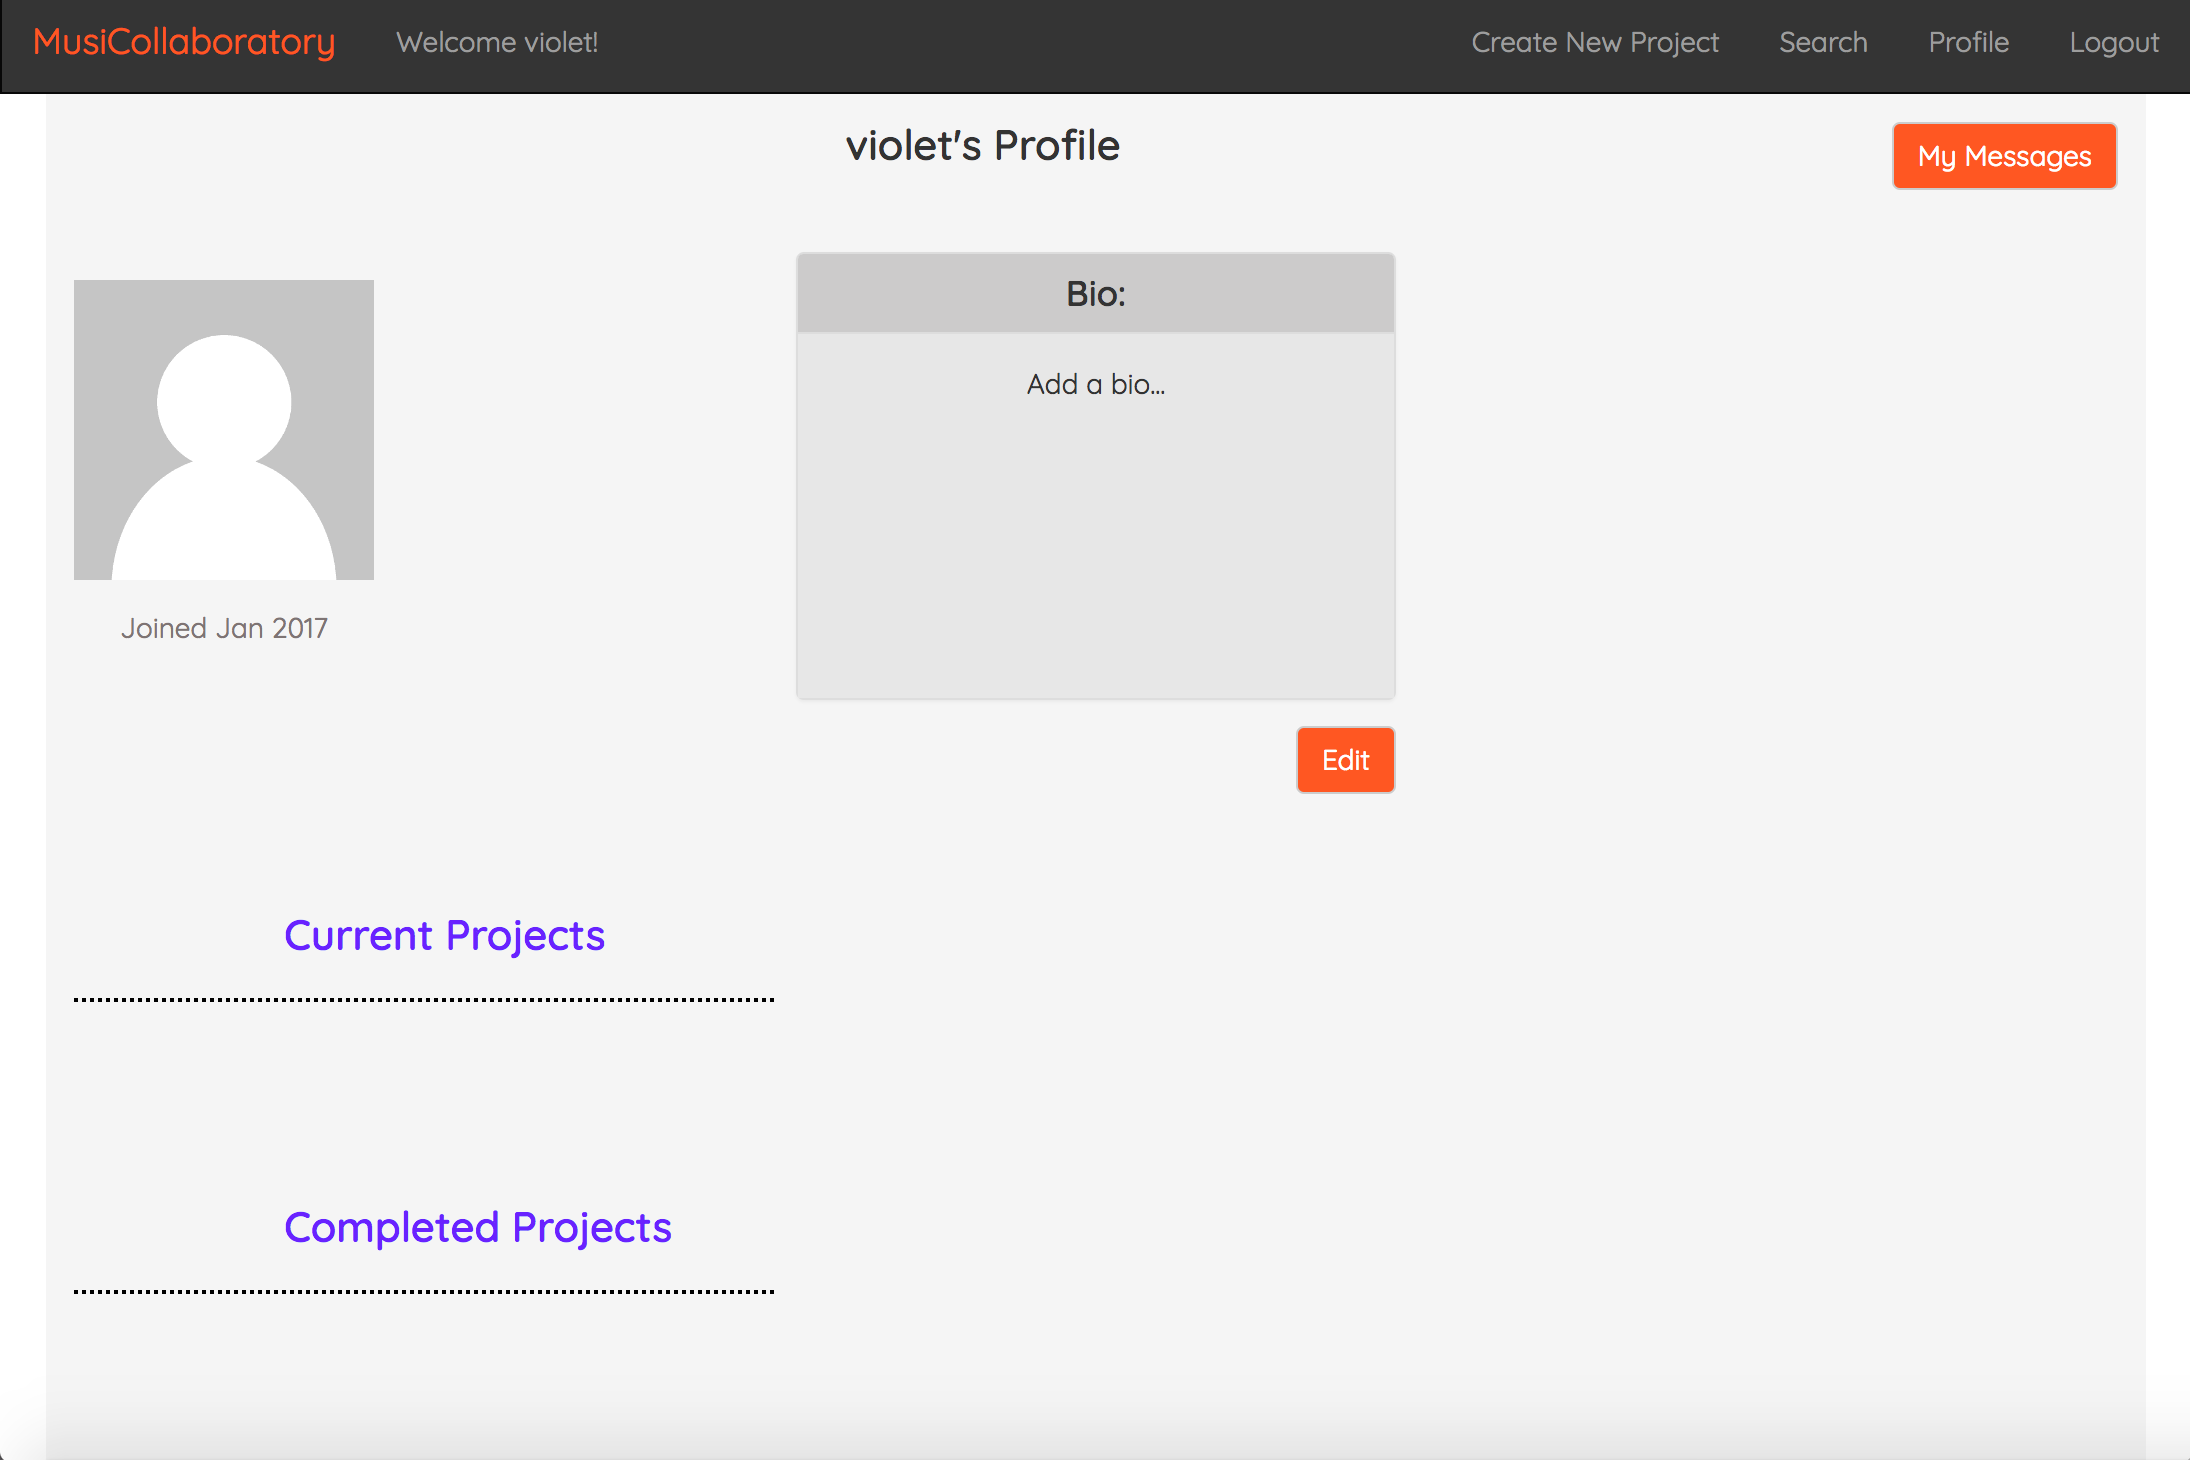 MusiCollaboratory Welcome violet! Create New Project Search Profile Logout
violet's Profile
My Messages
Bio:
Add a bio...
Joined Jan 2017
Edit
Current Projects
Completed Projects